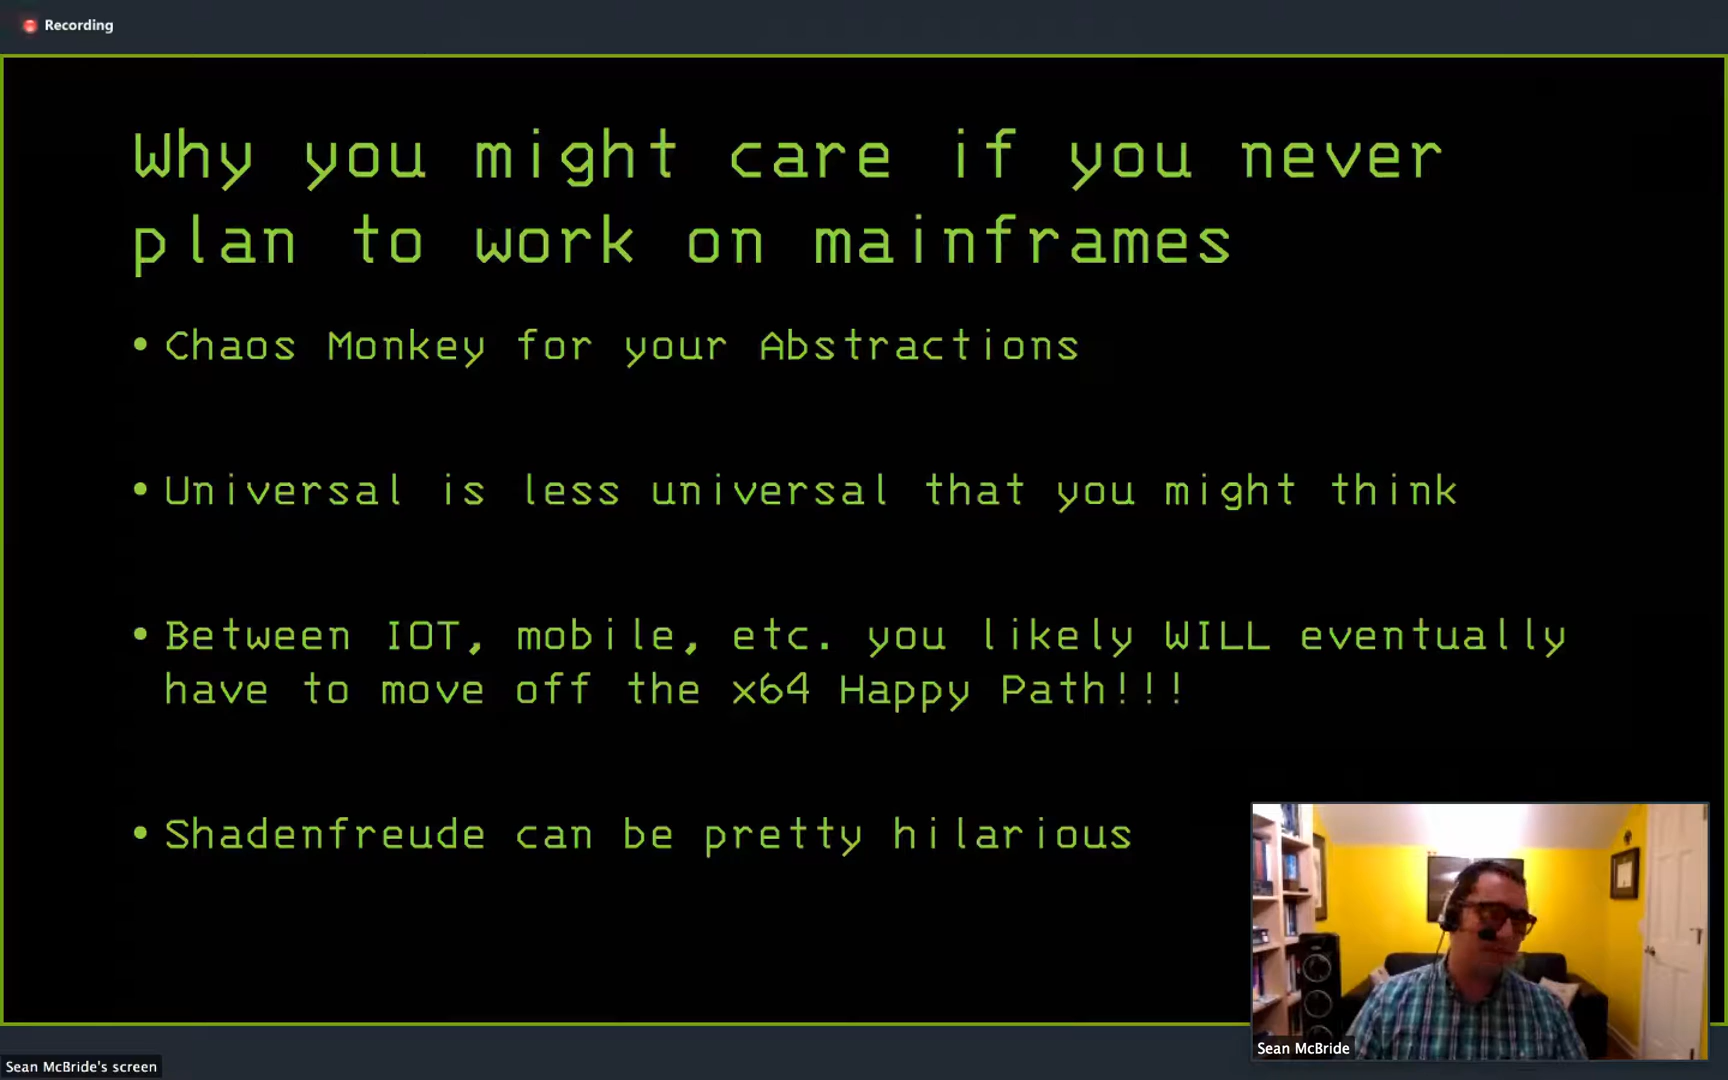 Recording
Why you might care if you never
plan to work on mainframes
• Chaos Monkey for your Abstractions
• Universal is less universal that you might think
• Between IOT, mobile, etc. you likely WILL eventually
have to move off the x64 Happy Path!!!
• Shadenfreude can be pretty hilarious
Sean McBride
Sean McBride's screen